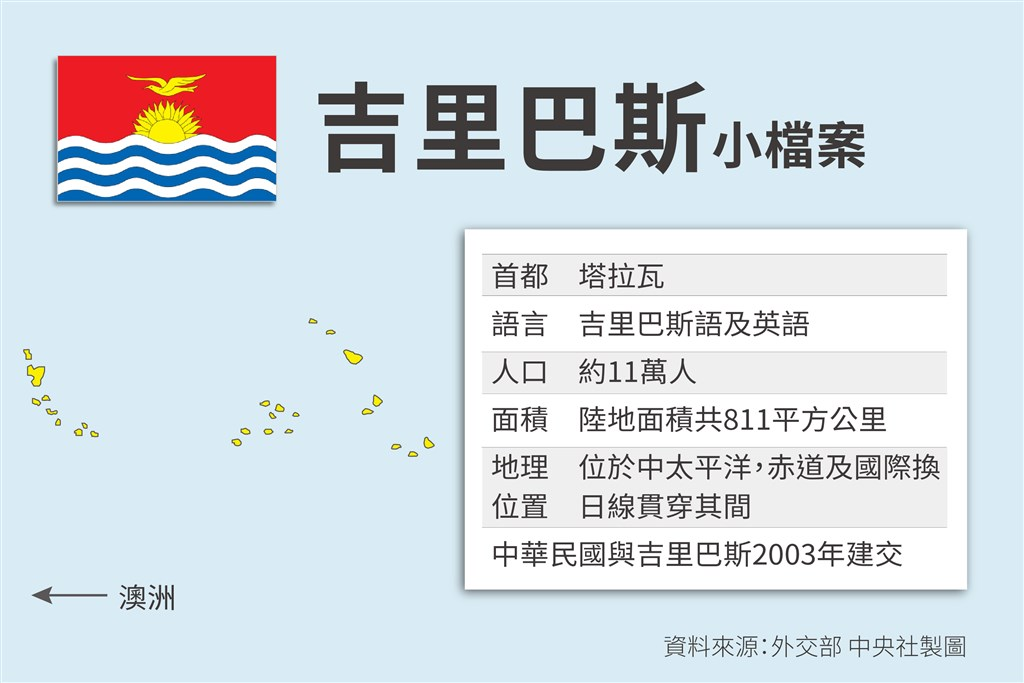 吉里巴斯小檔案
首都 塔拉瓦
語言 吉里巴斯語及英語
人口 約11萬人
面積 陸地面積共811平方公里
地理 位於中太平洋，赤道及國際換
位置 日線貫穿其間
中華民國與吉里巴斯2003年建交
澳洲
資料來源：外交部 中央社製圖